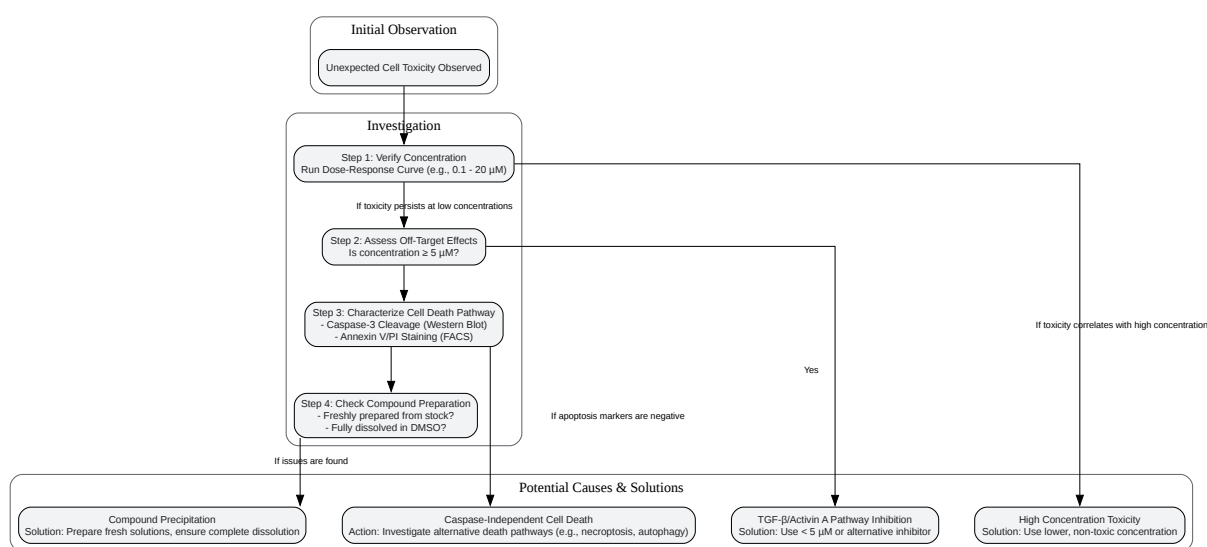 Initial Observation
Unexpected Cell Toxicity Observed
Investigation
Step 1: Verify Concentration
Run Dose-Response Curve (e.g., 0.1 - 20 µM)
If toxicity persists at low concentrations
Step 2: Assess Off-Target Effects
Is concentration ≥ 5 µM?
Step 3: Characterize Cell Death Pathway
- Caspase-3 Cleavage (Western Blot)
- Annexin V/PI Staining (FACS)
If toxicity correlates with high concentration
Yes
Step 4: Check Compound Preparation
- Freshly prepared from stock?
- Fully dissolved in DMSO?
If apoptosis markers are negative
If issues are found
Potential Causes & Solutions
Compound Precipitation
Solution: Prepare fresh solutions, ensure complete dissolution
Caspase-Independent Cell Death
Action: Investigate alternative death pathways (e.g., necroptosis, autophagy)
TGF-β/Activin A Pathway Inhibition
Solution: Use < 5 µM or alternative inhibitor
High Concentration Toxicity
Solution: Use lower, non-toxic concentration